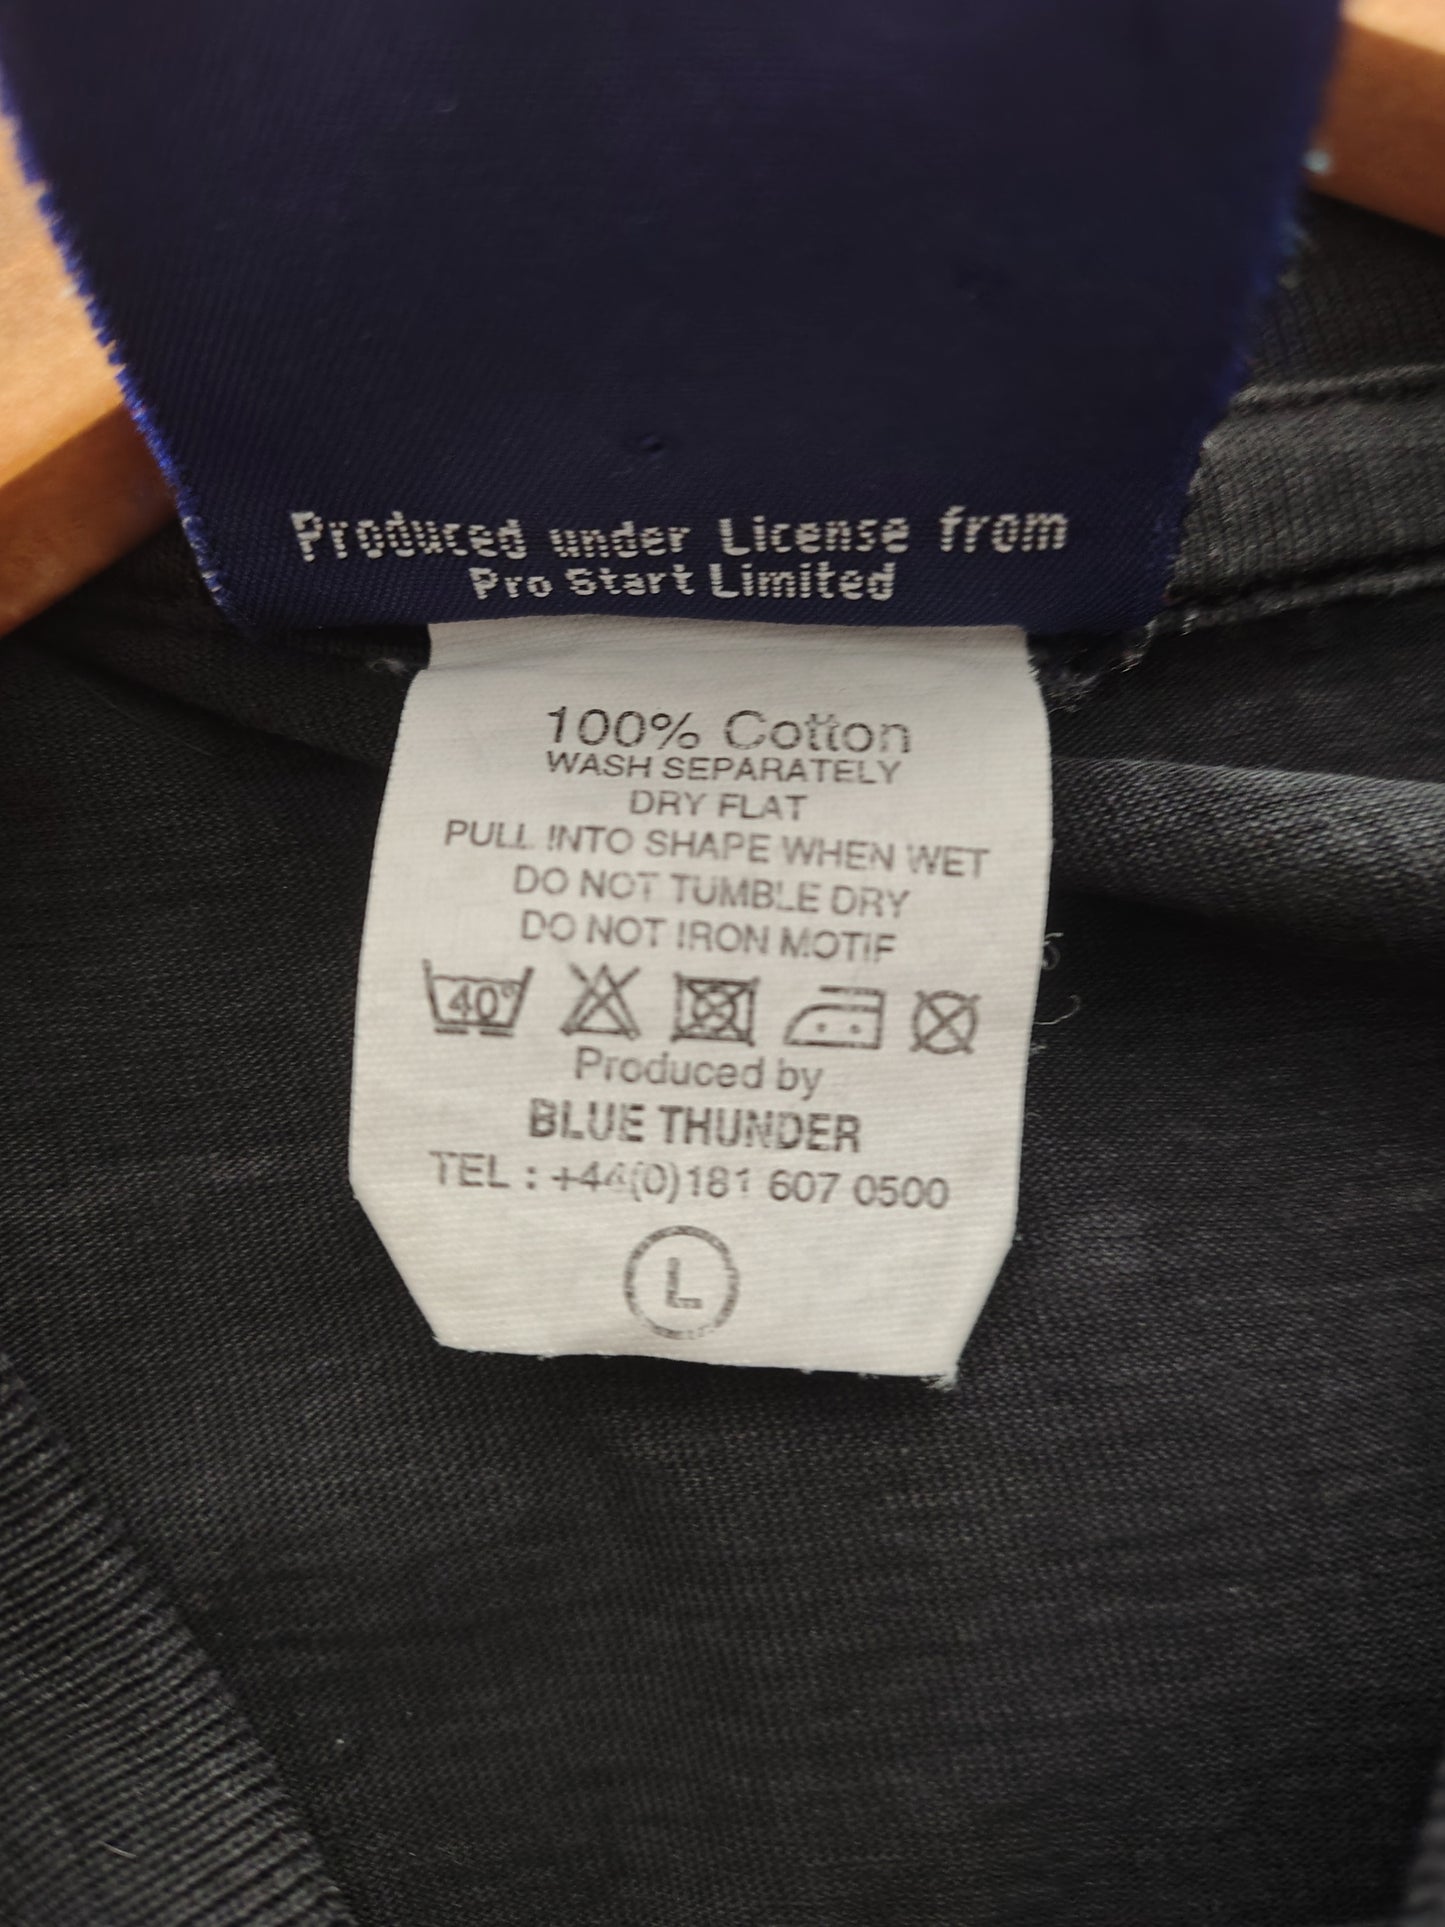 Produced under License from
Pro Start Limited
100% Cotton
WASH SEPARATELY
DRY FLAT
PULL INTO SHAPE WHEN WET
DO NOT TUMBLE DRY
DO NOT IRON MOTIF
40°
Produced by
BLUE THUNDER
TEL : +44(0)181 607 0500
L